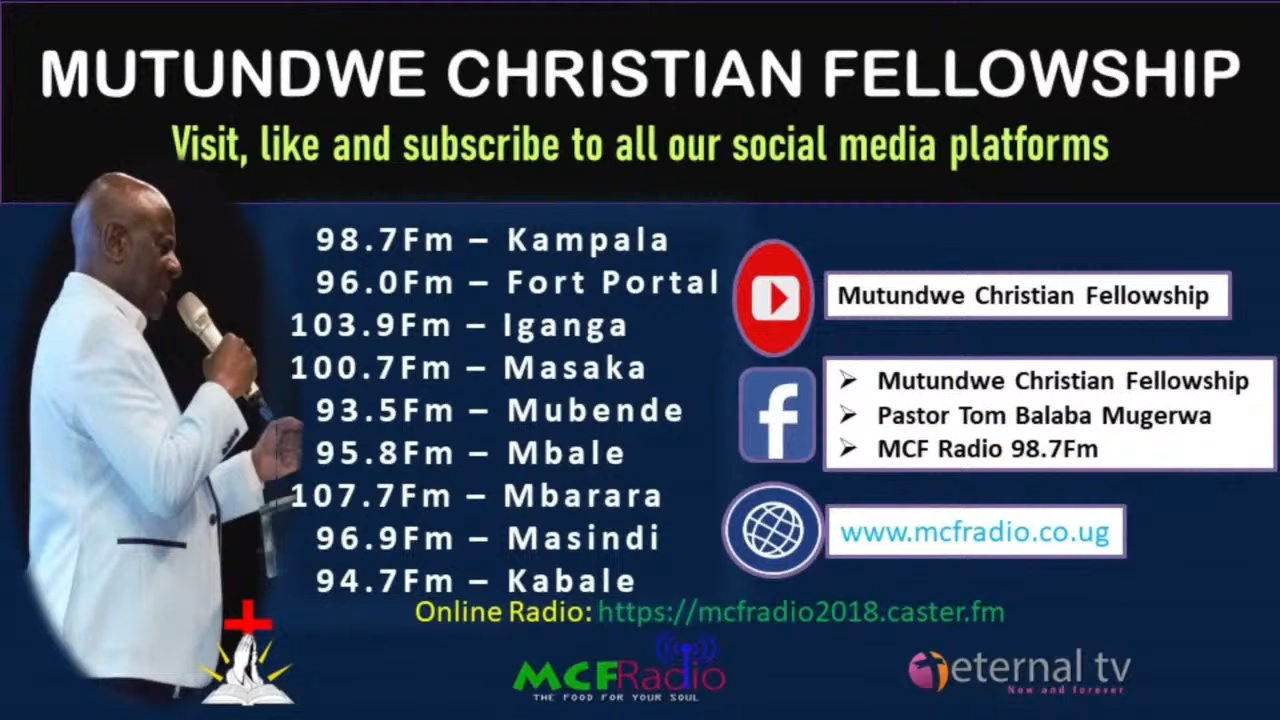 MUTUNDWE CHRISTIAN FELLOWSHIP
Visit, like and subscribe to all our social media platforms
98.7Fm – Kampala
96.0Fm – Fort Portal
103.9Fm – Iganga
100.7Fm – Masaka
93.5Fm – Mubende
95.8Fm – Mbale
107.7Fm – Mbarara
96.9Fm – Masindi
94.7Fm – Kabale
Mutundwe Christian Fellowship
f
➢ Mutundwe Christian Fellowship
➢ Pastor Tom Balaba Mugerwa
➢ MCF Radio 98.7Fm
www.mcfradio.co.ug
Online Radio: https://mcfradio2018.caster.fm
MCFRadio
THE FOOD FOR YOUR SOUL
eternal tv
Now and forever